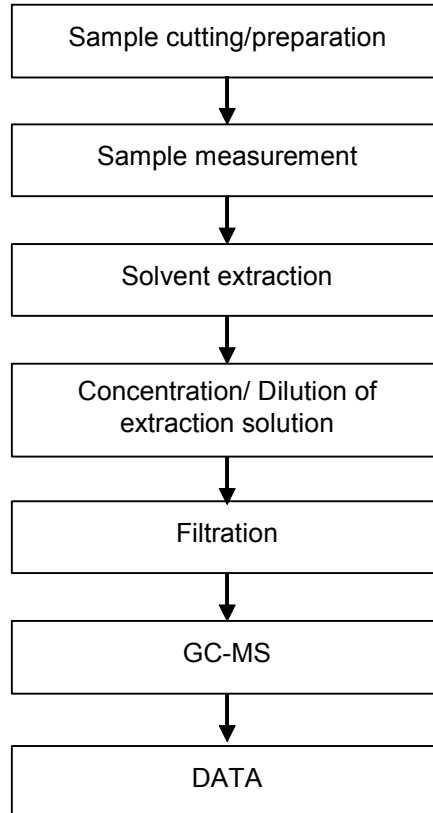 Sample cutting/preparation
Sample measurement
Solvent extraction
Concentration/ Dilution of
extraction solution
Filtration
GC-MS
DATA